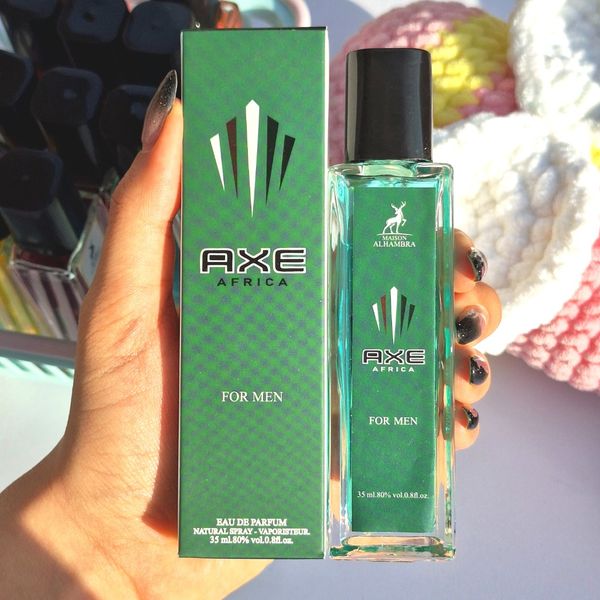 AXE
AFRICA
FOR MEN
EAU DE PARFUM
NATURAL SPRAY - VAPORISTEUR.
35 ml.80% vol.0.8fl.oz.
MAISON
ALHAMBRA
AXE
AFRICA
FOR MEN
35 ml.80% vol.0.8fl.oz.